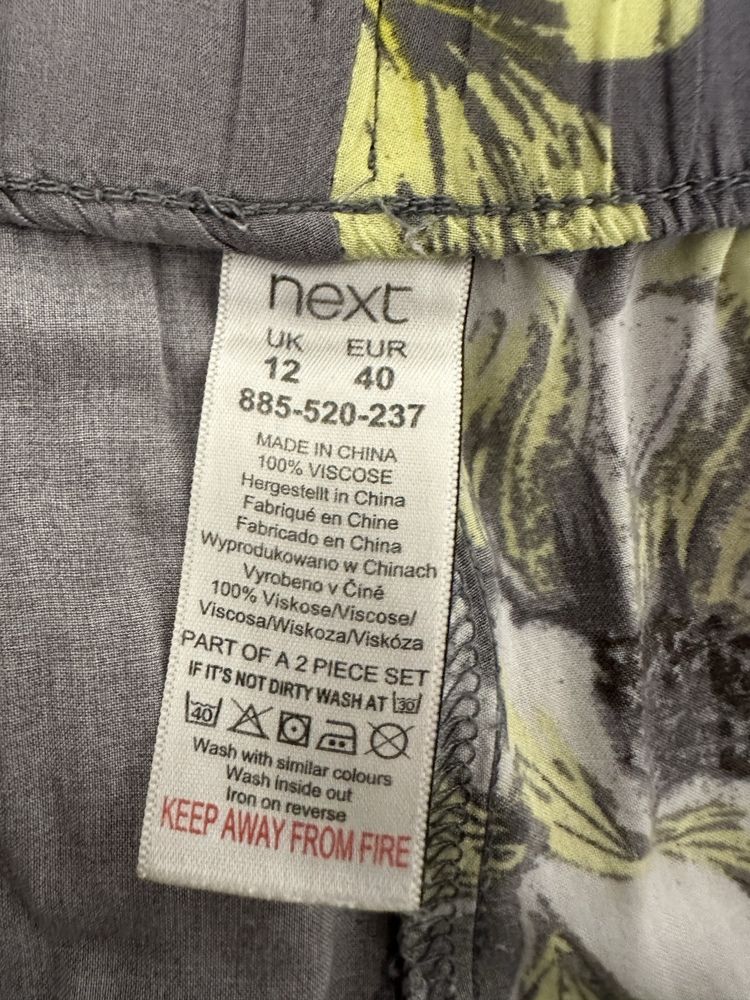 next
UK EUR
12 40
885-520-237
MADE IN CHINA
100% VISCOSE
Hergestellt in China
Fabriqué en Chine
Fabricado en China
Wyprodukowano w Chinach
Vyrobeno v Číně
100% Viskose/Viscose/
Viscosa/Wiskoza/Viskóza
PART OF A 2 PIECE SET
IF IT'S NOT DIRTY WASH AT 30
40
Wash with similar colours
Wash inside out
Iron on reverse
KEEP AWAY FROM FIRE